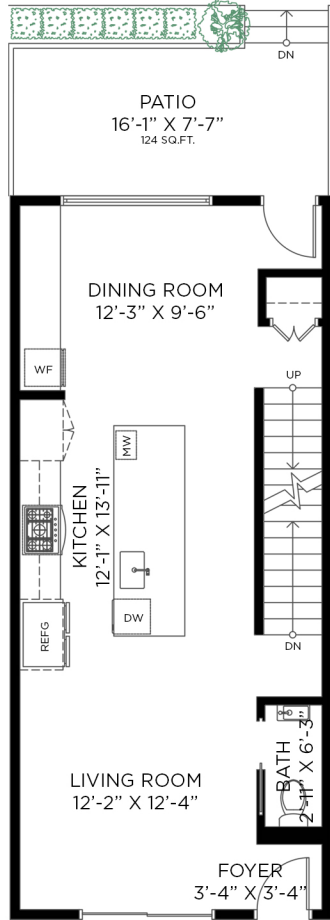 DN
PATIO
16'-1" X 7'-7"
124 SQ.FT.
DINING ROOM
12'-3" X 9'-6"
WF
UP
MW
KITCHEN
12'-1" X 13'-11"
DW
REFG
DN
BATH
2'-11" X 6'-3"
LIVING ROOM
12'-2" X 12'-4"
FOYER
3'-4" X 3'-4"